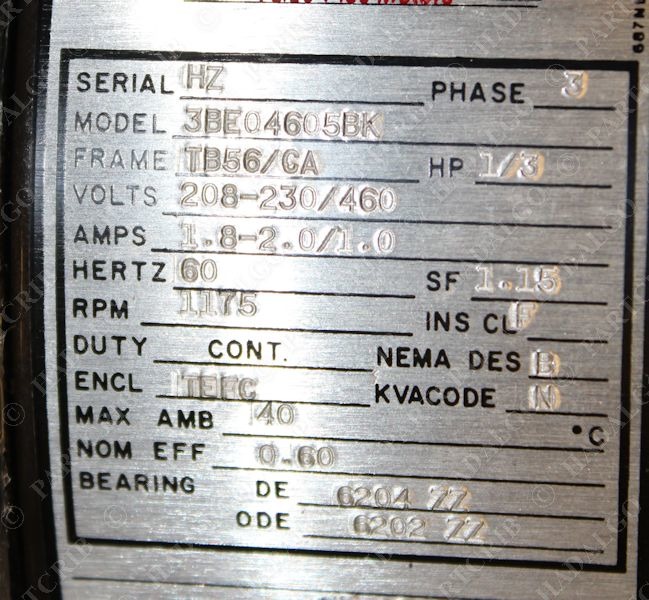 SERIAL HZ PHASE 3
MODEL 3BE04605BK
FRAME TB56/CA HP 1/3
VOLTS 208-230/460
AMPS 1.8-2.0/1.0
HERTZ 60 SF 1.15
RPM 1175 INS CL F
DUTY CONT. NEMA DES B
ENCL TEFC KVACODE N
MAX AMB 40 °C
NOM EFF 0.60
BEARING DE 6204 ZZ
ODE 6202 ZZ
© PARTCRIB © HADALGO